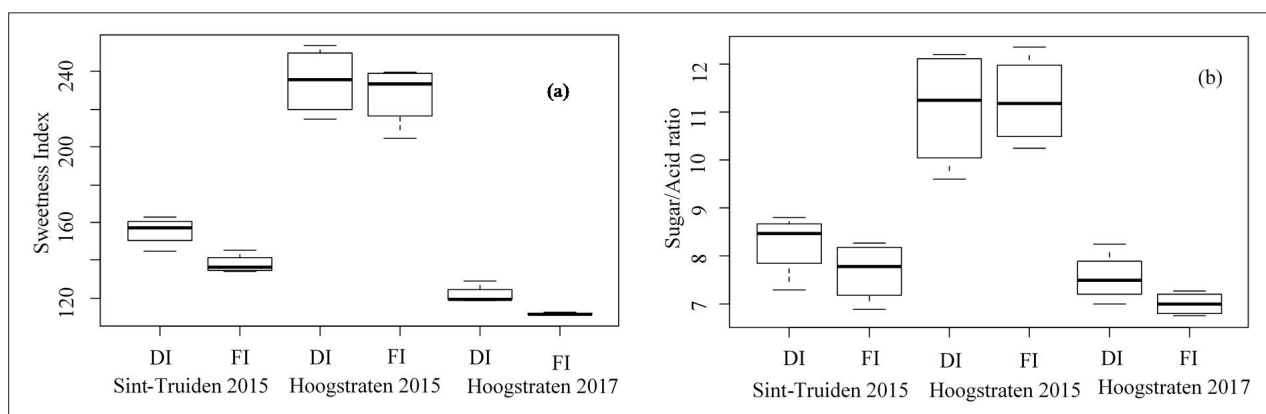 (a)
Sweetness Index
240
200
160
120
DI FI DI FI DI FI
Sint-Truiden 2015 Hoogstraten 2015 Hoogstraten 2017
(b)
Sugar/Acid ratio
12
11
10
9
8
7
DI FI DI FI DI FI
Sint-Truiden 2015 Hoogstraten 2015 Hoogstraten 2017